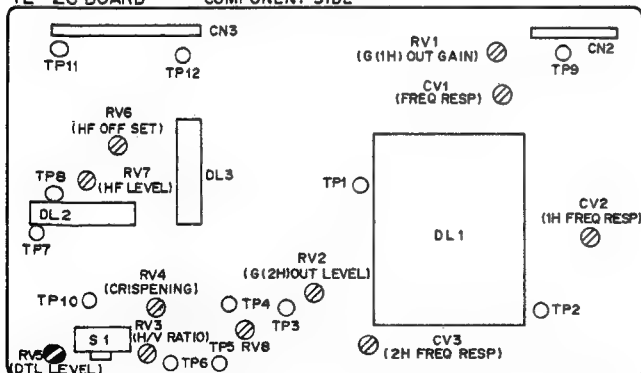 COMPONENT SIDE
CN3
TP11
TP12
RV1
(G(1H) OUT GAIN)
CN2
TP9
CV1
(FREQ RESP)
RV6
(HF OFF SET)
DL3
RV7
(HF LEVEL)
TP8
DL2
TP7
TP1
DL1
CV2
(1H FREQ RESP)
RV2
(G(2H)OUT LEVEL)
RV4
(CRISPENING)
TP10
TP4
TP3
TP2
S1
RV3
(H/V RATIO)
RV8
RV5
(DTL LEVEL)
TP6
TP5
CV3
(2H FREQ RESP)